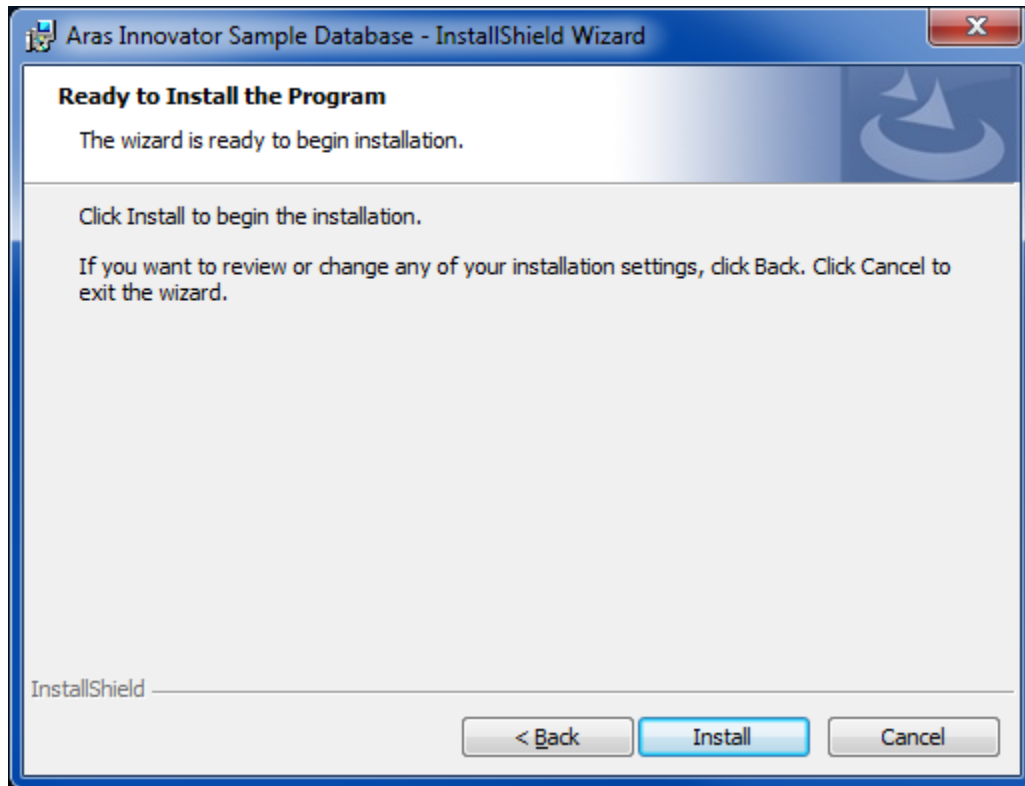 Aras Innovator Sample Database - InstallShield Wizard
Ready to Install the Program
The wizard is ready to begin installation.
Click Install to begin the installation.
If you want to review or change any of your installation settings, click Back. Click Cancel to
exit the wizard.
InstallShield
< Back
Install
Cancel